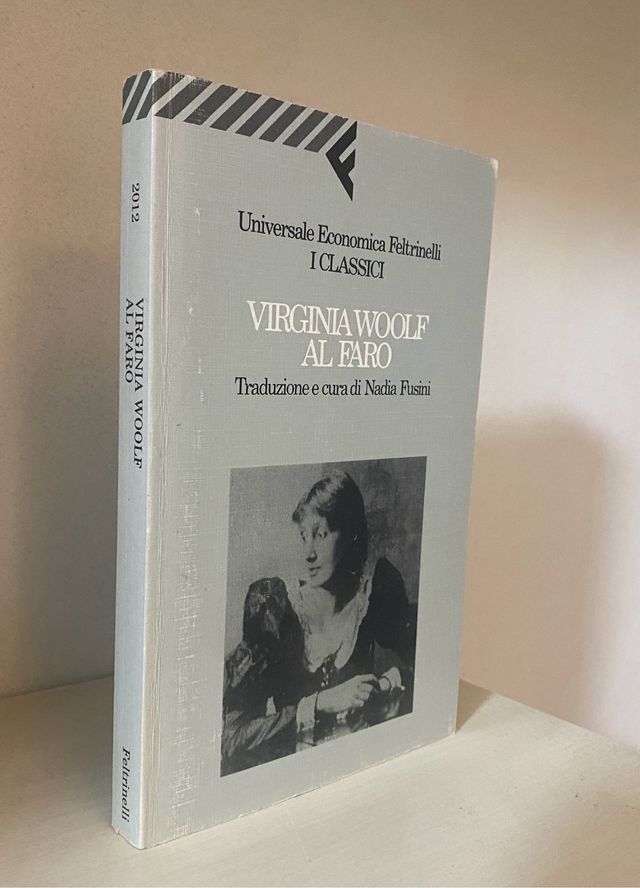 2012
VIRGINIA WOOLF
AL FARO
Feltrinelli
Universale Economica Feltrinelli
I CLASSICI
VIRGINIA WOOLF
AL FARO
Traduzione e cura di Nadia Fusini